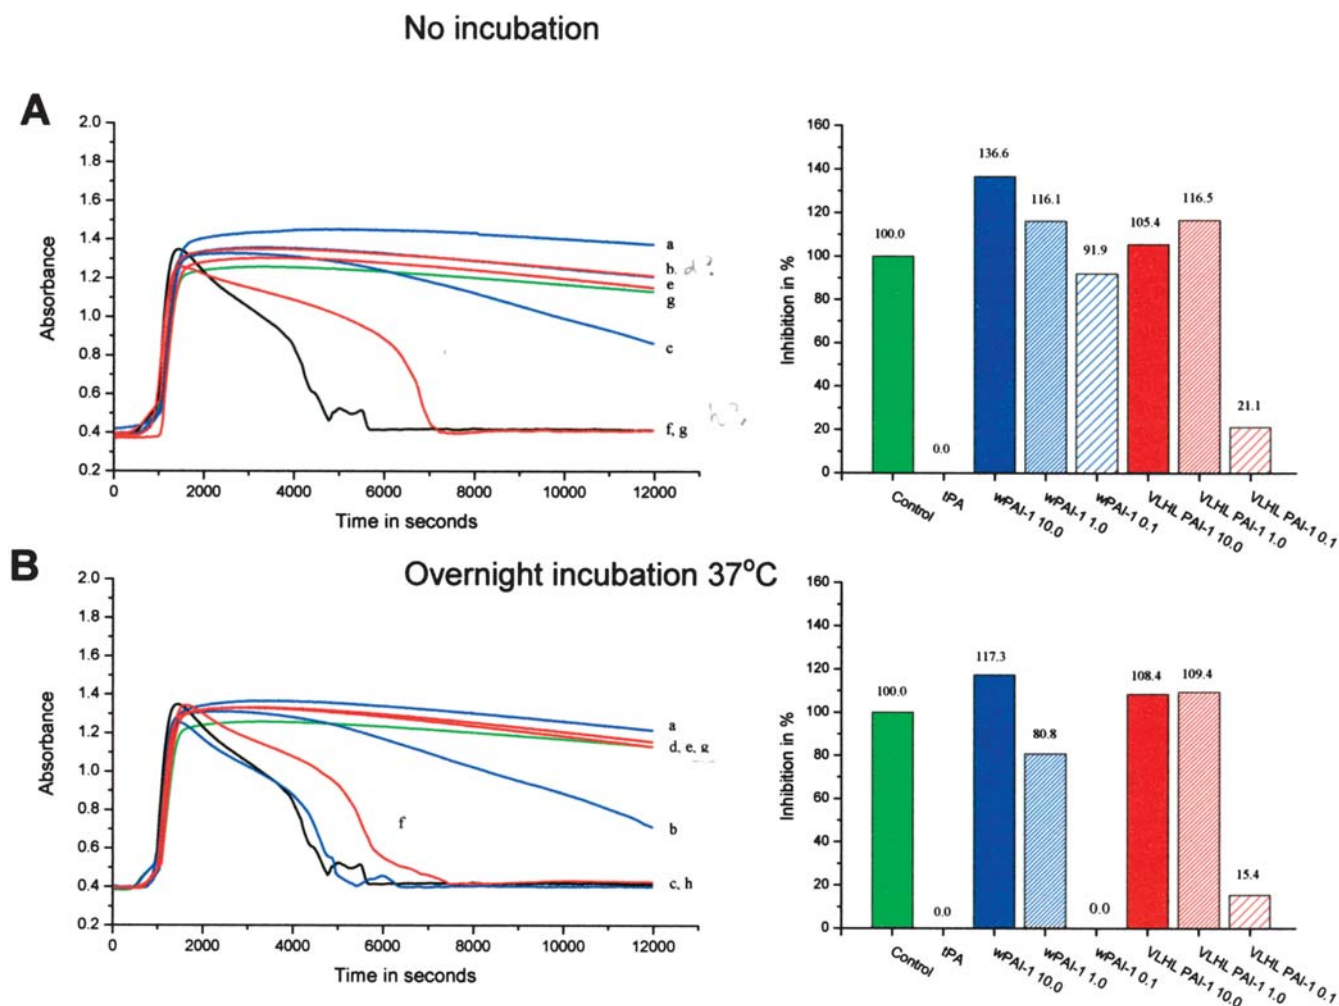 No incubation
A
2.0
1.8
1.6
1.4
1.2
1.0
0.8
0.6
0.4
0.2
Absorbance
0 2000 4000 6000 8000 10000 12000
Time in seconds
a
b, d?
e
g
c
f, g h?
160
140
120
100
80
60
40
20
0
Inhibition in %
100.0
0.0
136.6
116.1
91.9
105.4
116.5
21.1
Control
tPA
wPAI-1 10.0
wPAI-1 1.0
wPAI-1 0.1
VLHL PAI-1 10.0
VLHL PAI-1 1.0
VLHL PAI-1 0.1
B
Overnight incubation 37°C
2.0
1.8
1.6
1.4
1.2
1.0
0.8
0.6
0.4
0.2
Absorbance
0 2000 4000 6000 8000 10000 12000
Time in seconds
a
d, e, g
b
f
c, h
160
140
120
100
80
60
40
20
0
Inhibition in %
100.0
0.0
117.3
80.8
0.0
108.4
109.4
15.4
Control
tPA
wPAI-1 10.0
wPAI-1 1.0
wPAI-1 0.1
VLHL PAI-1 10.0
VLHL PAI-1 1.0
VLHL PAI-1 0.1